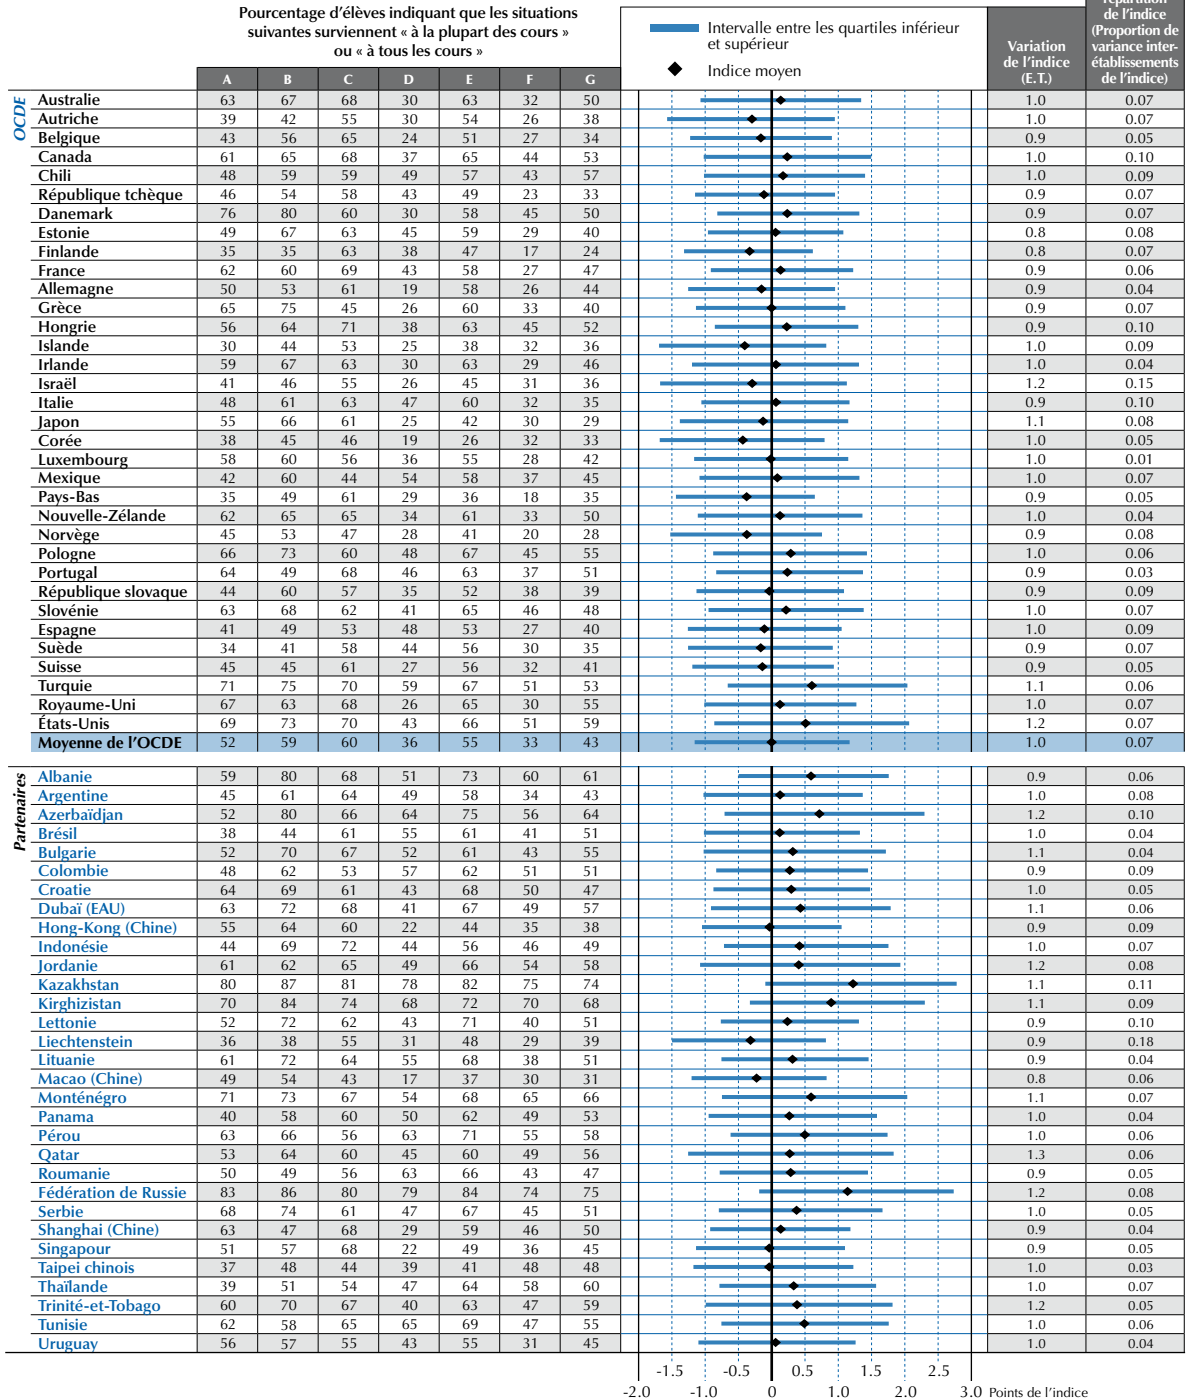 Pourcentage d'élèves indiquant que les situations
suivantes surviennent « à la plupart des cours »
ou « à tous les cours »
Intervalle entre les quartiles inférieur
et supérieur
Indice moyen
Variation
de l'indice
(E.T.)
de l'indice
(Proportion de
variance inter-
établissements
de l'indice)
A B C D E F G
OCDE
Australie 63 67 68 30 63 32 50 1.0 0.07
Autriche 39 42 55 30 54 26 38 1.0 0.07
Belgique 43 56 65 24 51 27 34 0.9 0.05
Canada 61 65 68 37 65 44 53 1.0 0.10
Chili 48 59 59 49 57 43 57 1.0 0.09
République tchèque 46 54 58 43 49 23 33 0.9 0.07
Danemark 76 80 60 30 58 45 50 0.9 0.07
Estonie 49 67 63 45 59 29 40 0.8 0.08
Finlande 35 35 63 38 47 17 24 0.8 0.07
France 62 60 69 43 58 27 47 0.9 0.06
Allemagne 50 53 61 19 58 26 44 0.9 0.04
Grèce 65 75 45 26 60 33 40 0.9 0.07
Hongrie 56 64 71 38 63 45 52 0.9 0.10
Islande 30 44 53 25 38 32 36 1.0 0.09
Irlande 59 67 63 30 63 29 46 1.0 0.04
Israël 41 46 55 26 45 31 36 1.2 0.15
Italie 48 61 63 47 60 32 35 0.9 0.10
Japon 55 66 61 25 42 30 29 1.1 0.08
Corée 38 45 46 19 26 32 33 1.0 0.05
Luxembourg 58 60 56 36 55 28 42 1.0 0.01
Mexique 42 60 44 54 58 37 45 1.0 0.07
Pays-Bas 35 49 61 29 36 18 35 0.9 0.05
Nouvelle-Zélande 62 65 65 34 61 33 50 1.0 0.04
Norvège 45 53 47 28 41 20 28 0.9 0.08
Pologne 66 73 60 48 67 45 55 1.0 0.06
Portugal 64 49 68 46 63 37 51 0.9 0.03
République slovaque 44 60 57 35 52 38 39 0.9 0.09
Slovénie 63 68 62 41 65 46 48 1.0 0.07
Espagne 41 49 53 48 53 27 40 1.0 0.09
Suède 34 41 58 44 56 30 35 0.9 0.07
Suisse 45 45 61 27 56 32 41 0.9 0.05
Turquie 71 75 70 59 67 51 53 1.1 0.06
Royaume-Uni 67 63 68 26 65 30 55 1.0 0.07
États-Unis 69 73 70 43 66 51 59 1.2 0.07
Moyenne de l'OCDE 52 59 60 36 55 33 43 1.0 0.07
Partenaires
Albanie 59 80 68 51 73 60 61 0.9 0.06
Argentine 45 61 64 49 58 34 43 1.0 0.08
Azerbaïdjan 52 80 66 64 75 56 64 1.2 0.10
Brésil 38 44 61 55 61 41 51 1.0 0.04
Bulgarie 52 70 67 52 61 43 55 1.1 0.04
Colombie 48 62 53 57 62 51 51 0.9 0.09
Croatie 64 69 61 43 68 50 47 1.0 0.05
Dubaï (EAU) 63 72 68 41 67 49 57 1.1 0.06
Hong-Kong (Chine) 55 64 60 22 44 35 38 0.9 0.09
Indonésie 44 69 72 44 56 46 49 1.0 0.07
Jordanie 61 62 65 49 66 54 58 1.2 0.08
Kazakhstan 80 87 81 78 82 75 74 1.1 0.11
Kirghizistan 70 84 74 68 72 70 68 1.1 0.09
Lettonie 52 72 62 43 71 40 51 0.9 0.10
Liechtenstein 36 38 55 31 48 29 39 0.9 0.18
Lituanie 61 72 64 55 68 38 51 0.9 0.04
Macao (Chine) 49 54 43 17 37 30 31 0.8 0.06
Monténégro 71 73 67 54 68 65 66 1.1 0.07
Panama 40 58 60 50 62 49 53 1.0 0.04
Pérou 63 66 56 63 71 55 58 1.0 0.06
Qatar 53 64 60 45 60 49 56 1.3 0.06
Roumanie 50 49 56 63 66 43 47 0.9 0.05
Fédération de Russie 83 86 80 79 84 74 75 1.2 0.08
Serbie 68 74 61 47 67 45 51 1.0 0.05
Shanghai (Chine) 63 47 68 29 59 46 50 0.9 0.04
Singapour 51 57 68 22 49 36 45 0.9 0.05
Taipei chinois 37 48 44 39 41 48 48 1.0 0.03
Thaïlande 39 51 54 47 64 58 60 1.0 0.07
Trinité-et-Tobago 60 70 67 40 63 47 59 1.2 0.05
Tunisie 62 58 65 65 69 47 55 1.0 0.06
Uruguay 56 57 55 43 55 31 45 1.0 0.04
-1.5 -0.5 0.5 1.5 2.5
-2.0 -1.0 0 1.0 2.0 3.0 Points de l'indice